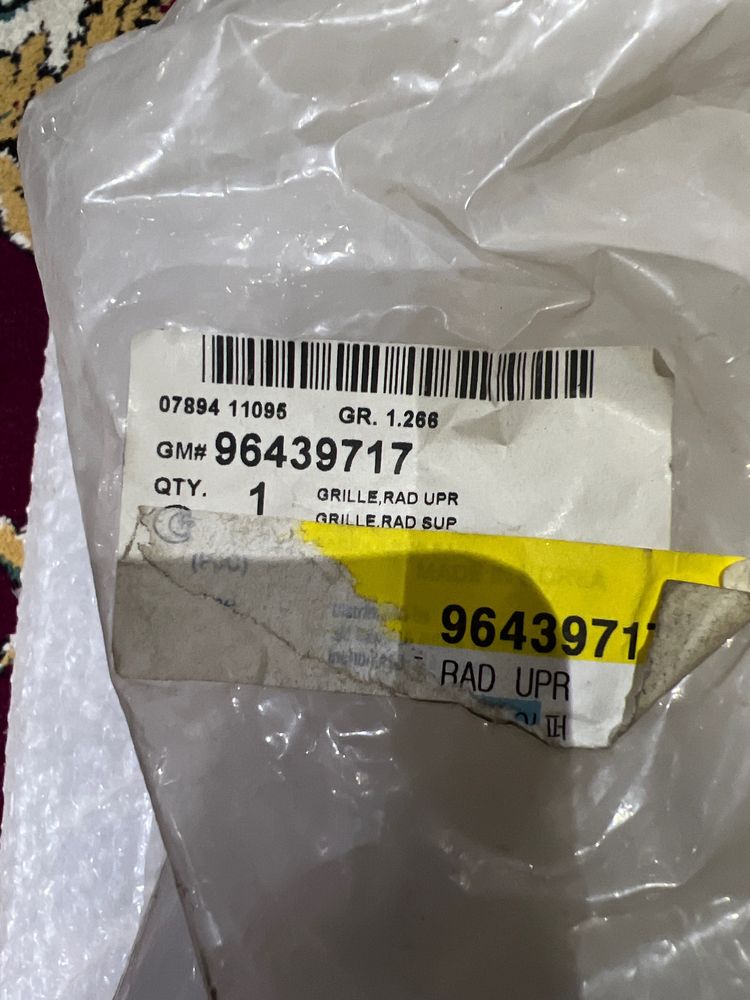 07894 11095 GR. 1.266
GM# 96439717
QTY. 1 GRILLE,RAD UPR
GRILLE,RAD SUP
MADE IN KOREA
9643971
RAD UPR